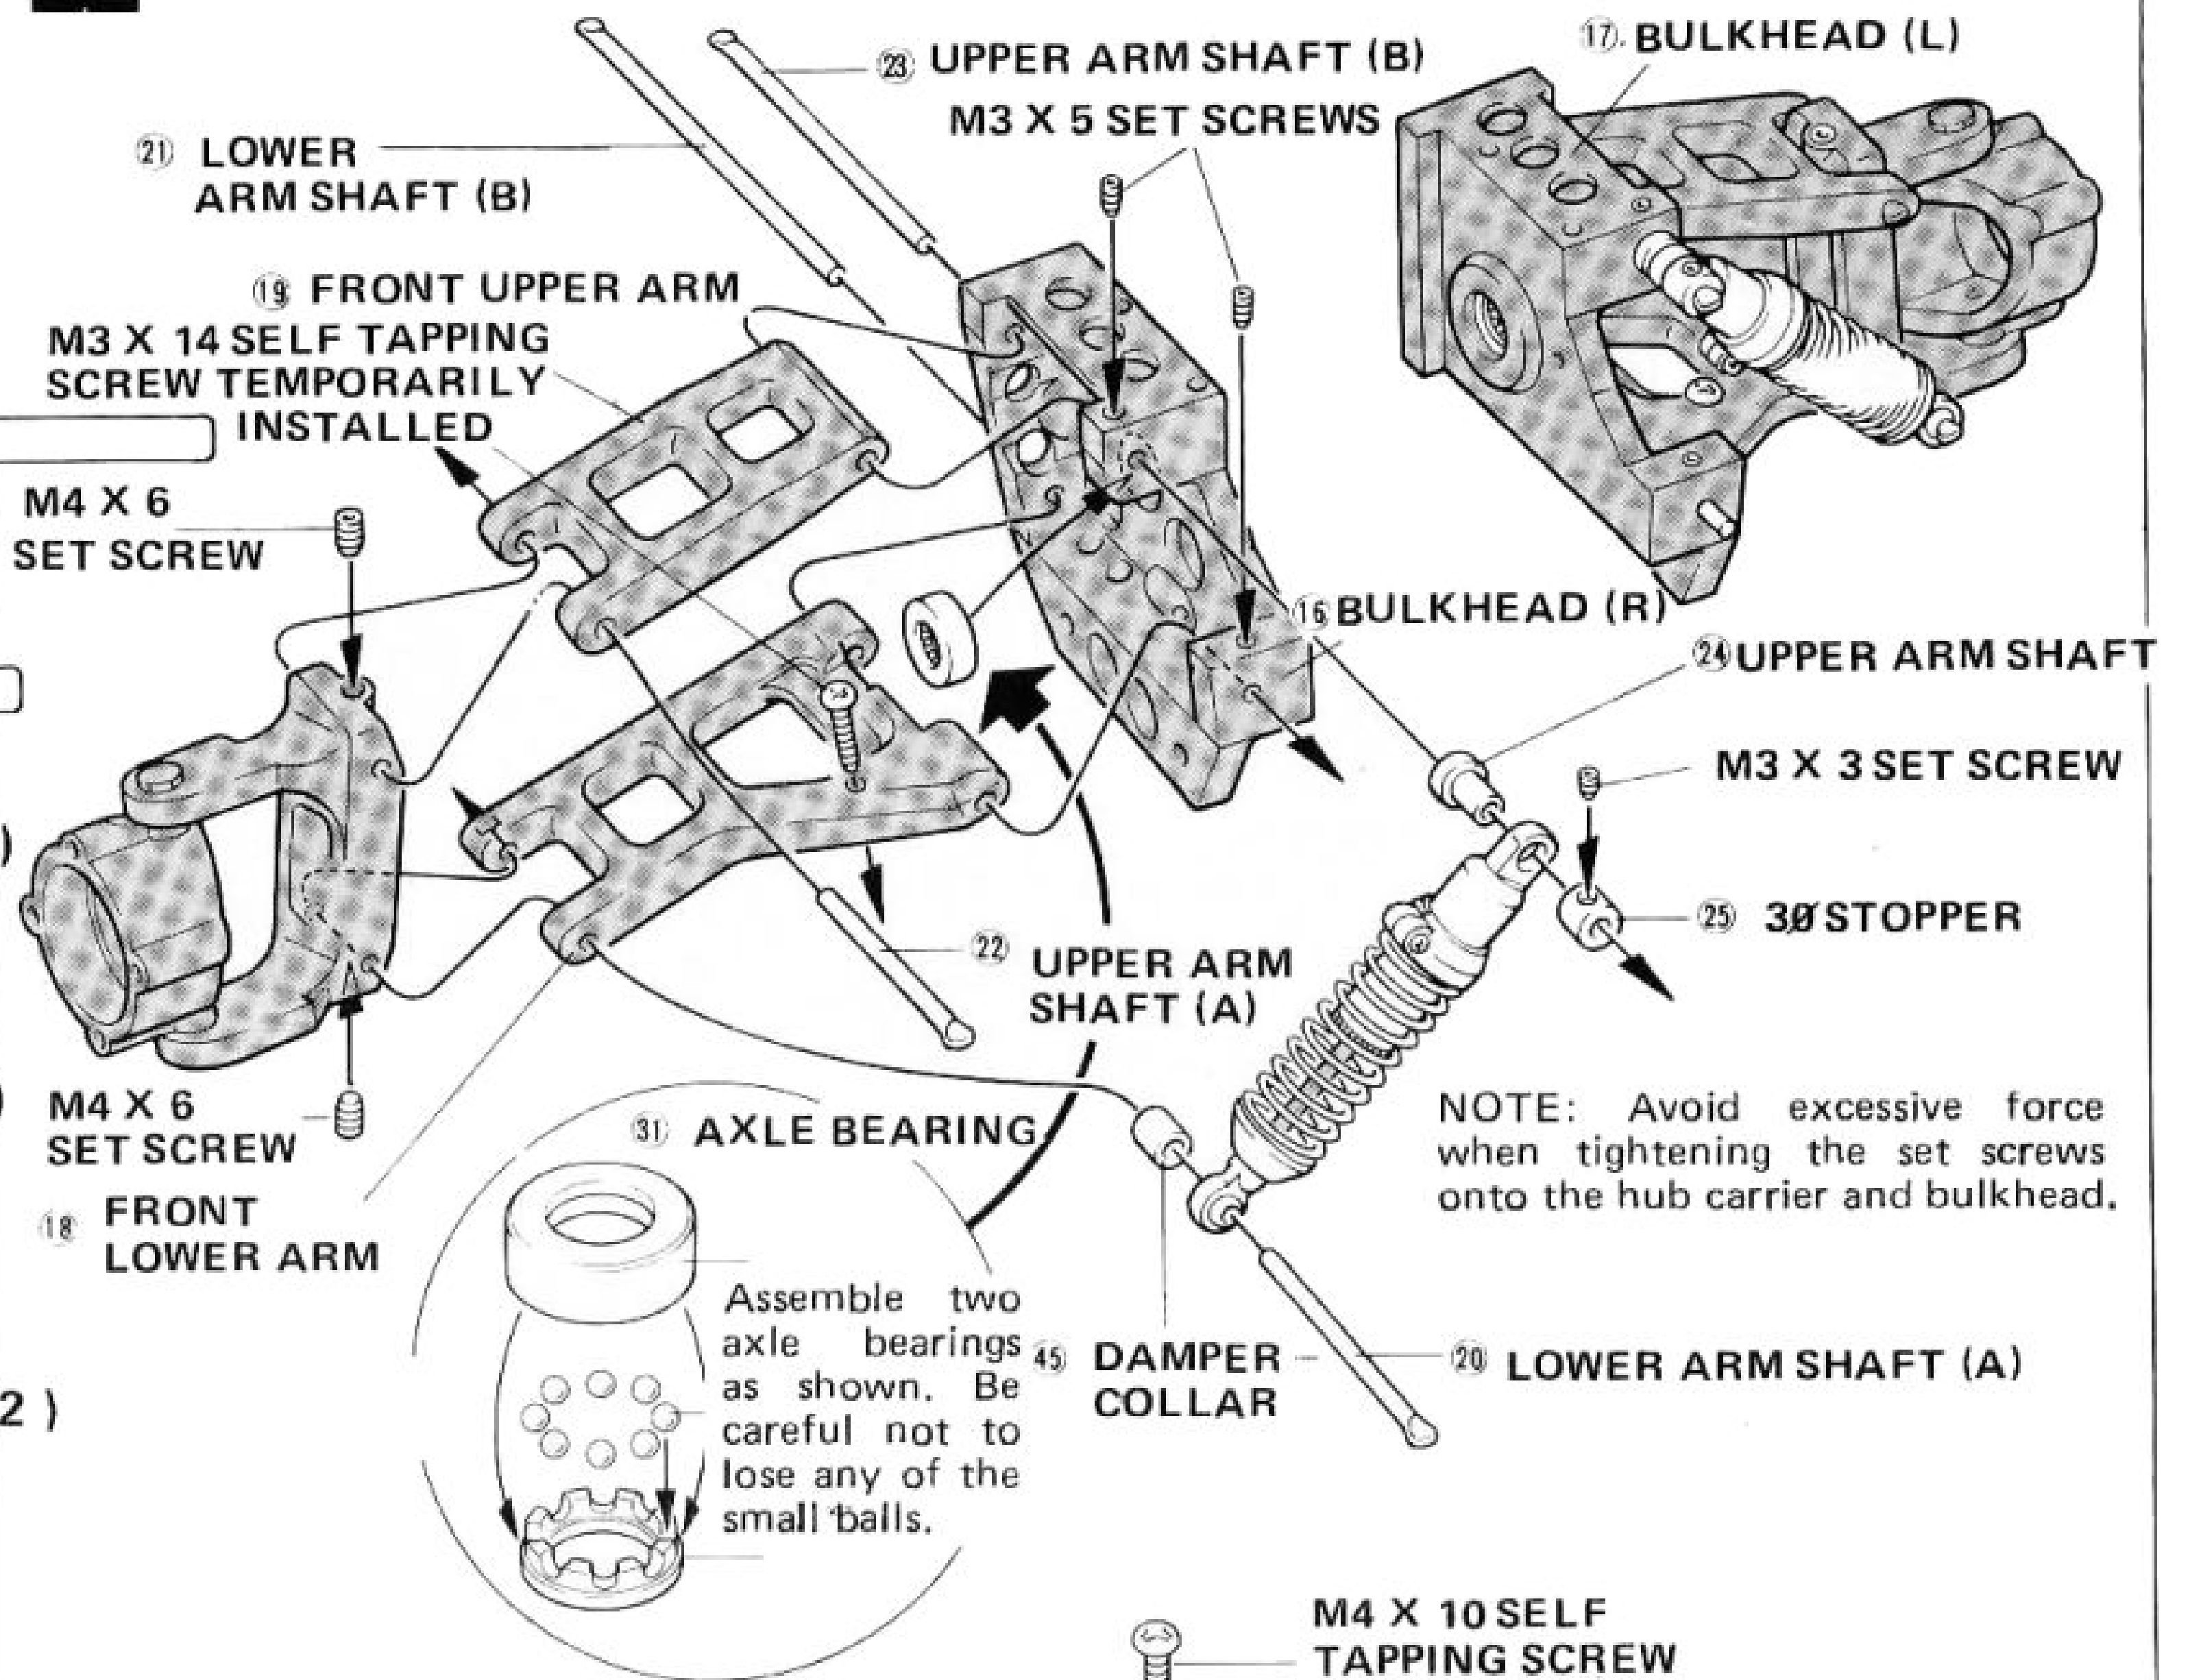 ⑰ BULKHEAD (L)
㉓ UPPER ARM SHAFT (B)
M3 X 5 SET SCREWS
㉑ LOWER
ARM SHAFT (B)
⑲ FRONT UPPER ARM
M3 X 14 SELF TAPPING
SCREW TEMPORARILY
INSTALLED
M4 X 6
SET SCREW
⑯ BULKHEAD (R)
㉔ UPPER ARM SHAFT
M3 X 3 SET SCREW
)
㉕ 3Ø STOPPER
㉒ UPPER ARM
SHAFT (A)
M4 X 6
SET SCREW
㉛ AXLE BEARING
NOTE: Avoid excessive force
when tightening the set screws
onto the hub carrier and bulkhead.
⑱ FRONT
LOWER ARM
Assemble two
axle bearings
as shown. Be
careful not to
lose any of the
small balls.
㊺ DAMPER
COLLAR
⑳ LOWER ARM SHAFT (A)
2 )
M4 X 10 SELF
TAPPING SCREW